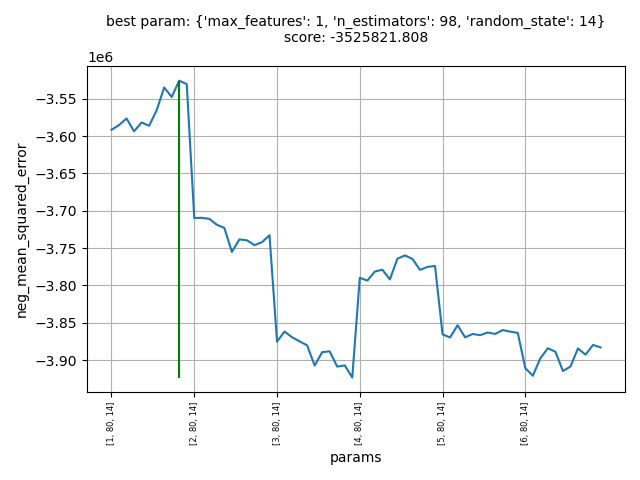 best param: {'max_features': 1, 'n_estimators': 98, 'random_state': 14}
score: -3525821.808
1e6
−3.55
−3.60
−3.65
−3.70
−3.75
−3.80
−3.85
−3.90
neg_mean_squared_error
[1, 80, 14]
[2, 80, 14]
[3, 80, 14]
[4, 80, 14]
[5, 80, 14]
[6, 80, 14]
params